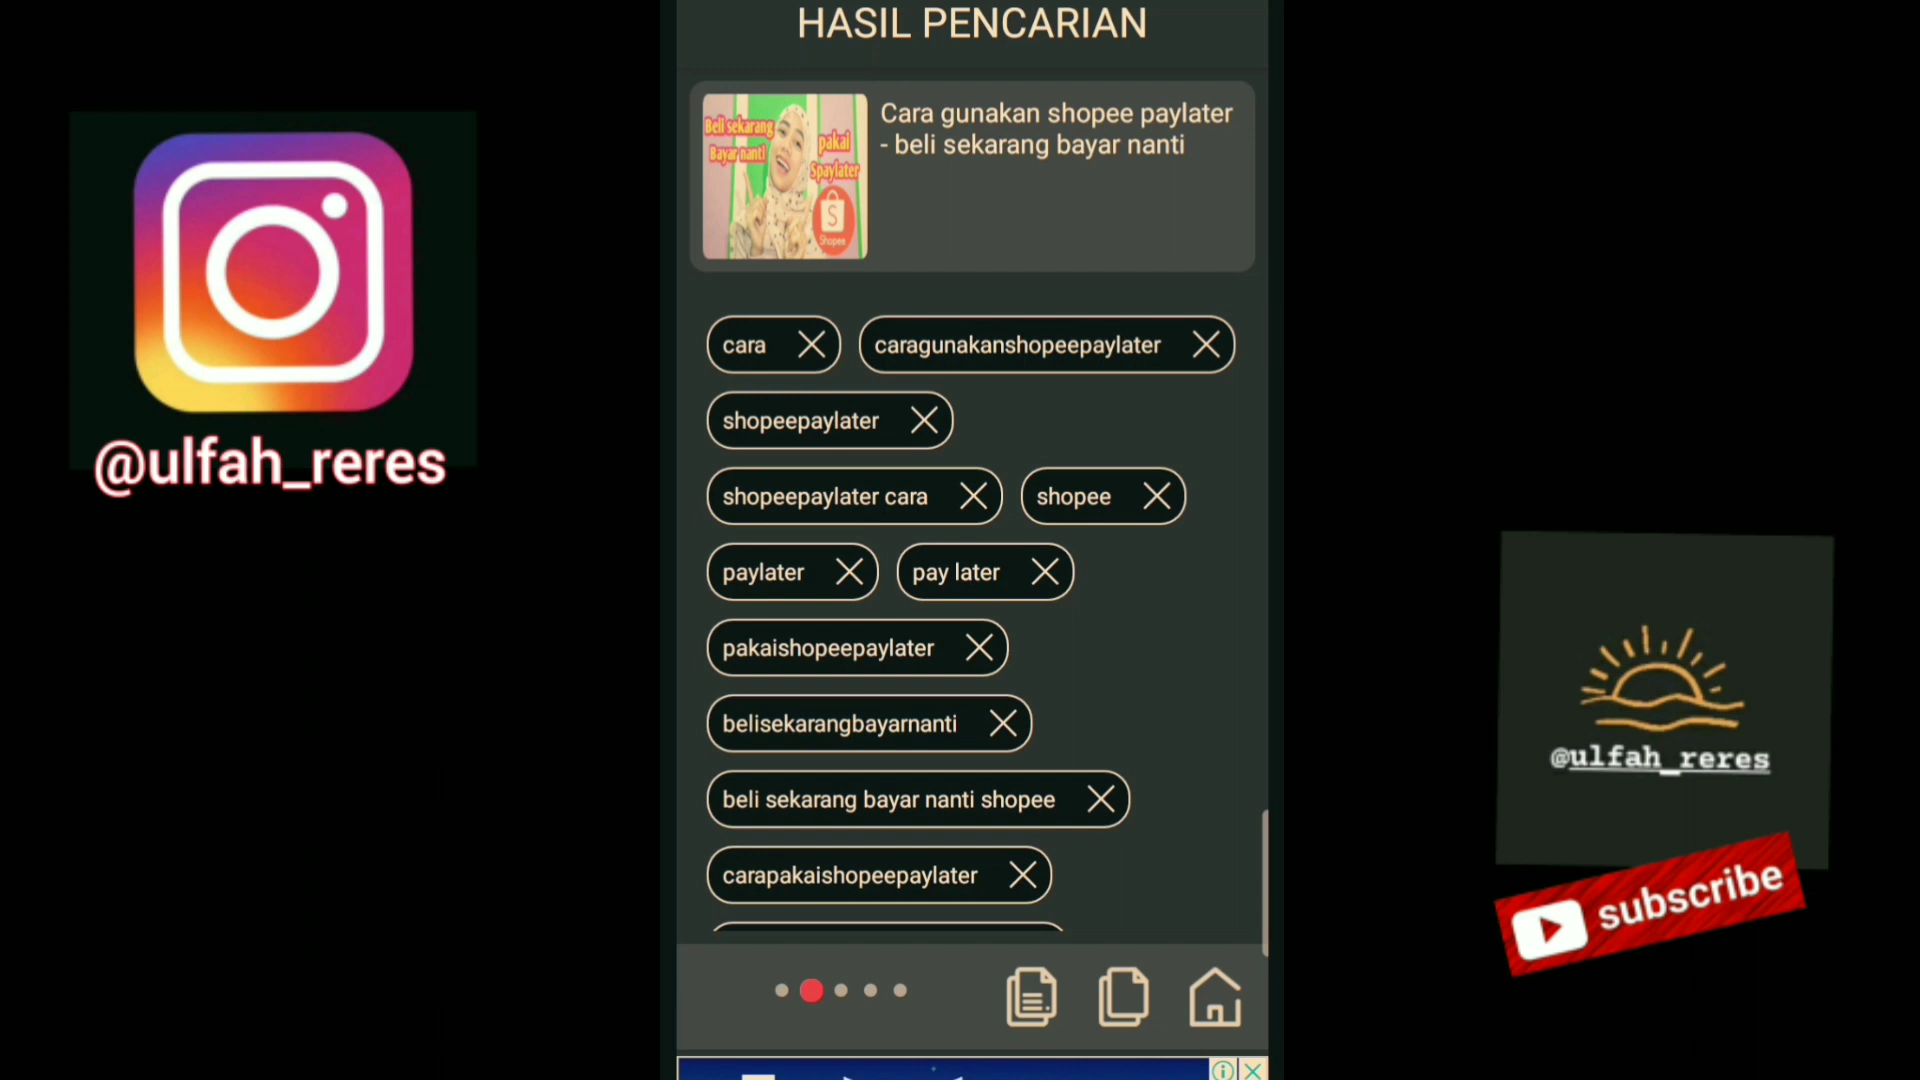 HASIL PENCARIAN
Beli sekarang
Bayar nanti
pakai
Spaylater
S
Shopee
Cara gunakan shopee paylater
- beli sekarang bayar nanti
@ulfah_reres
cara
caragunakanshopeepaylater
shopeepaylater
shopeepaylater cara
shopee
paylater
pay later
pakaishopeepaylater
belisekarangbayarnanti
beli sekarang bayar nanti shopee
carapakaishopeepaylater
@ulfah_reres
subscribe